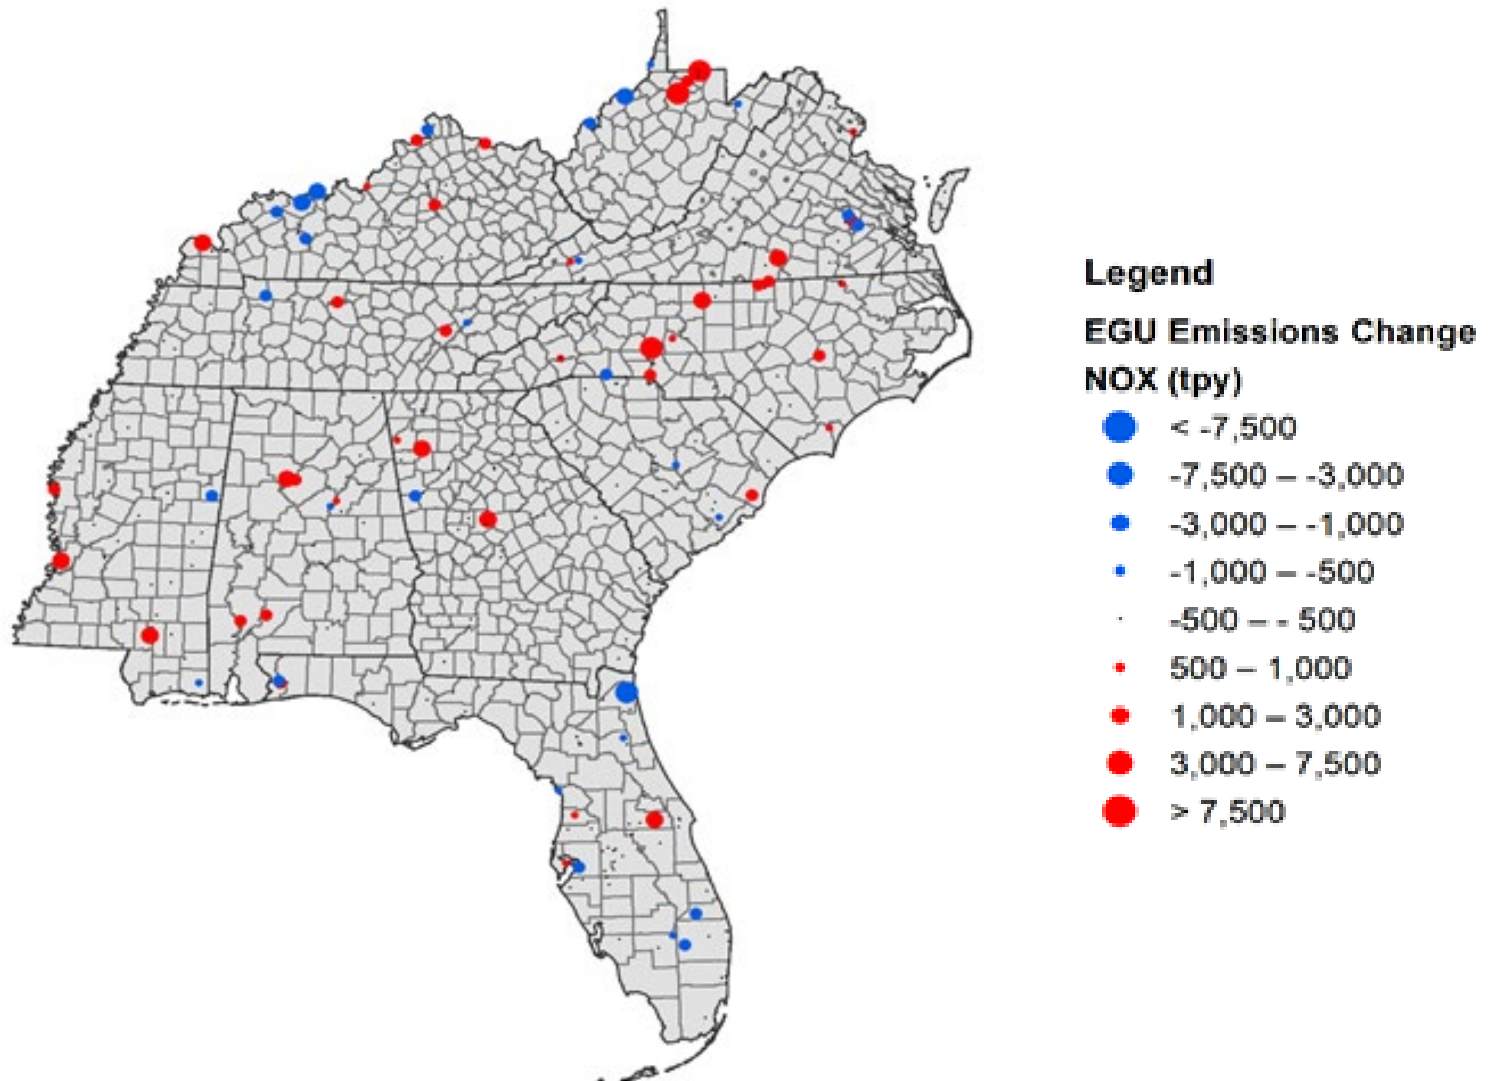 Legend
EGU Emissions Change
NOX (tpy)
< -7,500
-7,500 – -3,000
-3,000 – -1,000
-1,000 – -500
-500 – - 500
500 – 1,000
1,000 – 3,000
3,000 – 7,500
> 7,500